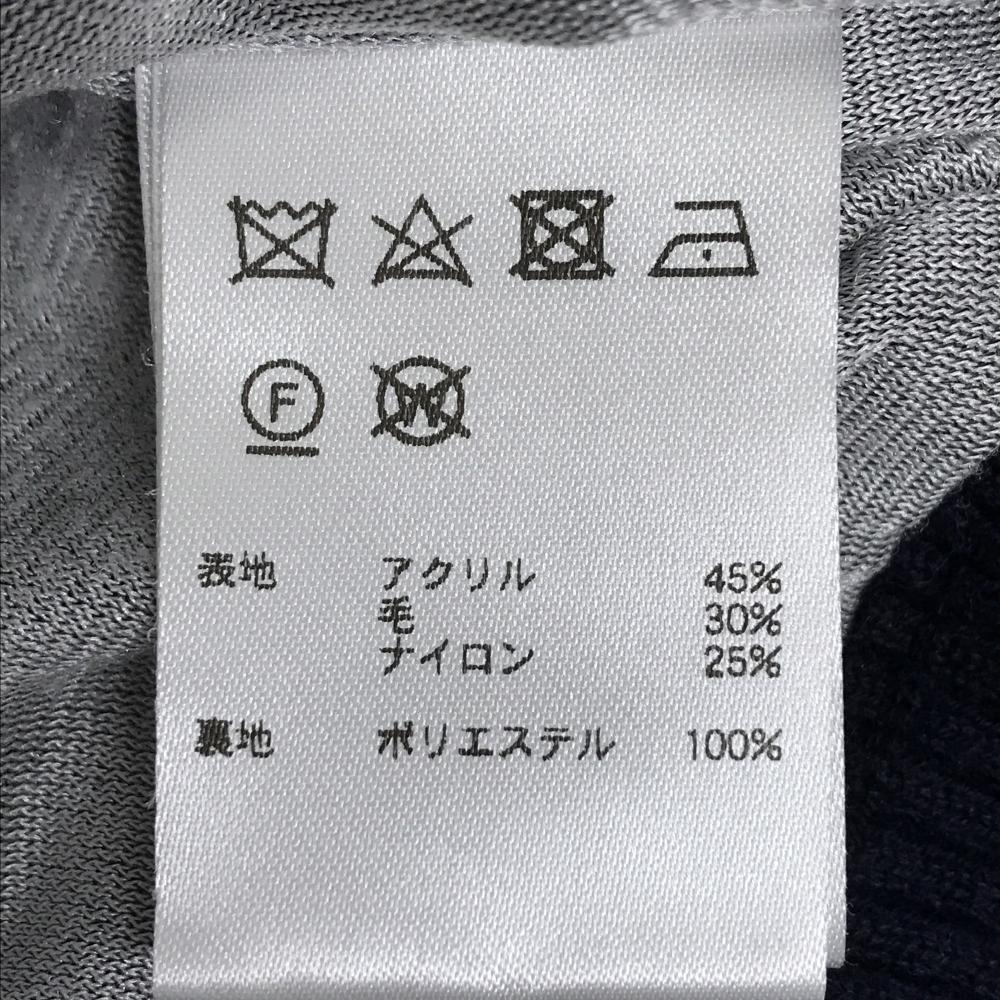 F W
表地 アクリル 45%
毛 30%
ナイロン 25%
裏地 ポリエステル 100%